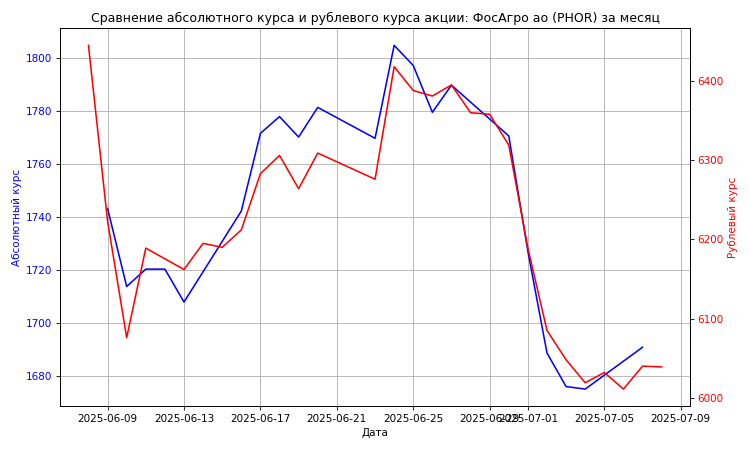 Сравнение абсолютного курса и рублевого курса акции: ФосАгро ао (PHOR) за месяц
1800
1780
1760
1740
1720
1700
1680
Абсолютный курс
6400
6300
6200
6100
6000
Рублевый курс
2025-06-09 2025-06-13 2025-06-17 2025-06-21 2025-06-25 2025-06-29 2025-07-01 2025-07-05 2025-07-09
Дата